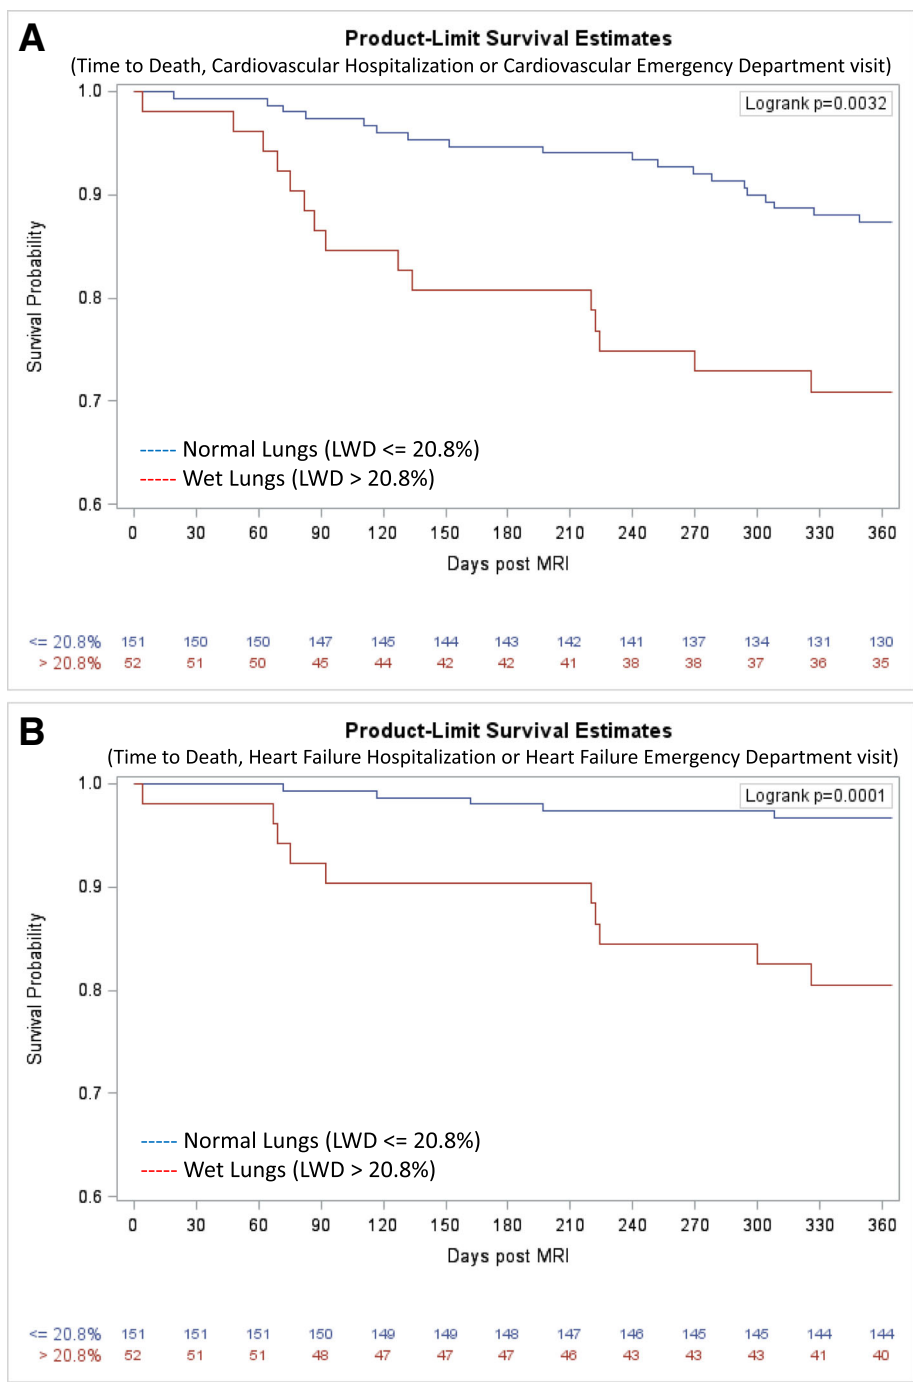 A
Product-Limit Survival Estimates
(Time to Death, Cardiovascular Hospitalization or Cardiovascular Emergency Department visit)
1.0
Logrank p=0.0032
0.9
0.8
0.7
0.6
Survival Probability
Normal Lungs (LWD <= 20.8%)
Wet Lungs (LWD > 20.8%)
0 30 60 90 120 150 180 210 240 270 300 330 360
Days post MRI
<= 20.8% 151 150 150 147 145 144 143 142 141 137 134 131 130
> 20.8% 52 51 50 45 44 42 42 41 38 38 37 36 35
B
Product-Limit Survival Estimates
(Time to Death, Heart Failure Hospitalization or Heart Failure Emergency Department visit)
1.0
Logrank p=0.0001
0.9
0.8
0.7
0.6
Survival Probability
Normal Lungs (LWD <= 20.8%)
Wet Lungs (LWD > 20.8%)
0 30 60 90 120 150 180 210 240 270 300 330 360
Days post MRI
<= 20.8% 151 151 151 150 149 149 148 147 146 145 145 144 144
> 20.8% 52 51 51 48 47 47 47 46 43 43 43 41 40